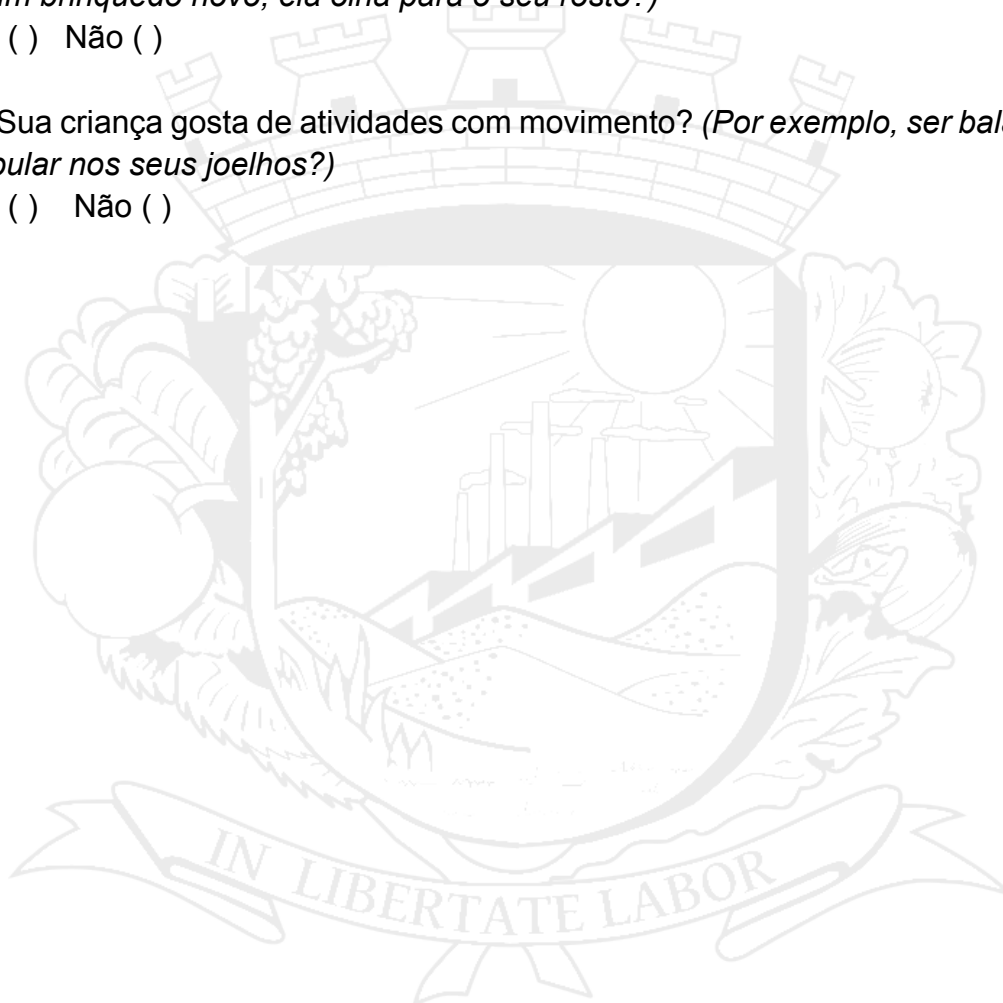 um brinquedo novo, ela olha para o seu rosto?)
( ) Não ( )
Sua criança gosta de atividades com movimento? (Por exemplo, ser
pular nos seus joelhos?)
( ) Não ( )
IN LIBERTATE LABOR